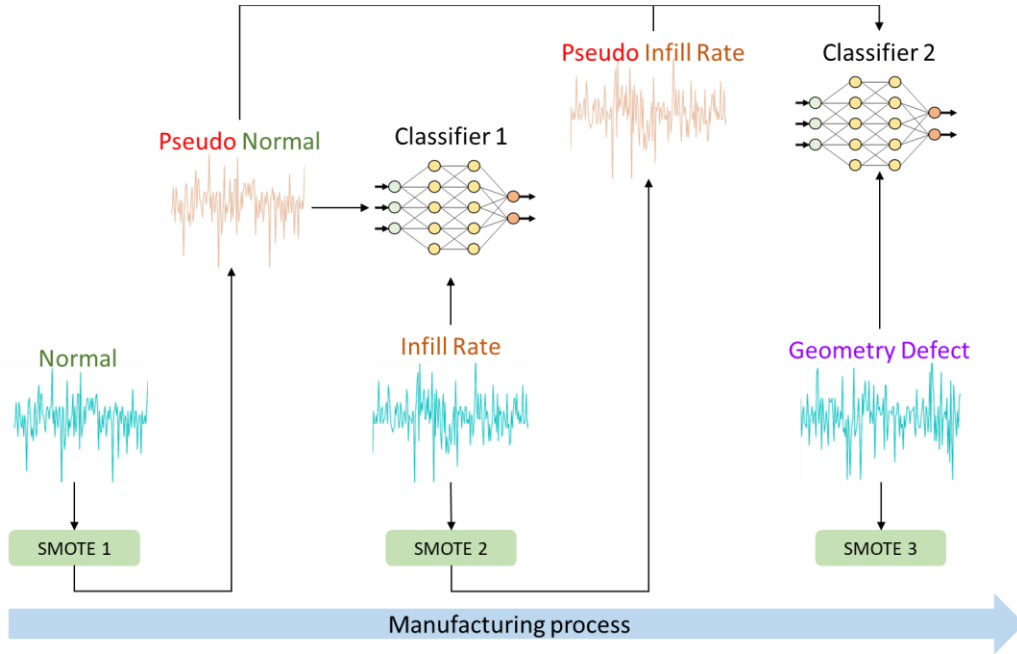 Pseudo Infill Rate
Classifier 2
Pseudo Normal
Classifier 1
Normal
Infill Rate
Geometry Defect
SMOTE 1
SMOTE 2
SMOTE 3
Manufacturing process